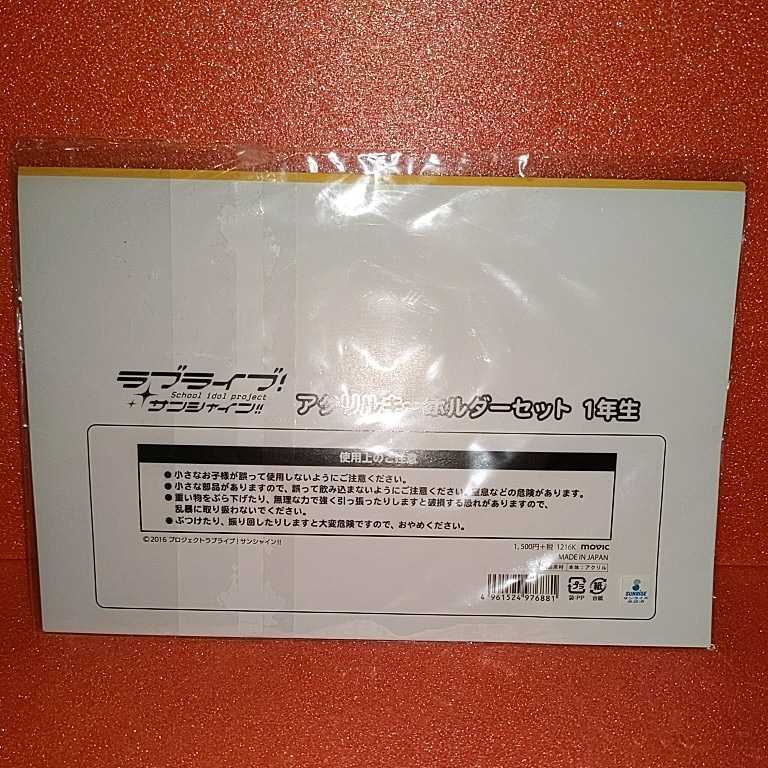 ラブライブ!
School idol project
サンシャイン!!
アクリルキーホルダーセット 1年生
使用上のご注意
●小さなお子様が誤って使用しないようにご注意ください。
●小さな部品がありますので、誤って飲み込まないようにご注意ください。窒息などの危険があります。
●重い物をぶら下げたり、無理な力で強く引っ張ったりしますと破損する恐れがありますので、
乱暴に取り扱わないでください。
●ぶつけたり、振り回したりしますと大変危険ですので、おやめください。
©2016 プロジェクトラブライブ!サンシャイン!!
1,500円+税 1216K movic
MADE IN JAPAN
素材 本体:アクリル
4 961524 976881
プラ
袋:PP
紙
台紙
SUNRISE
サンライズ